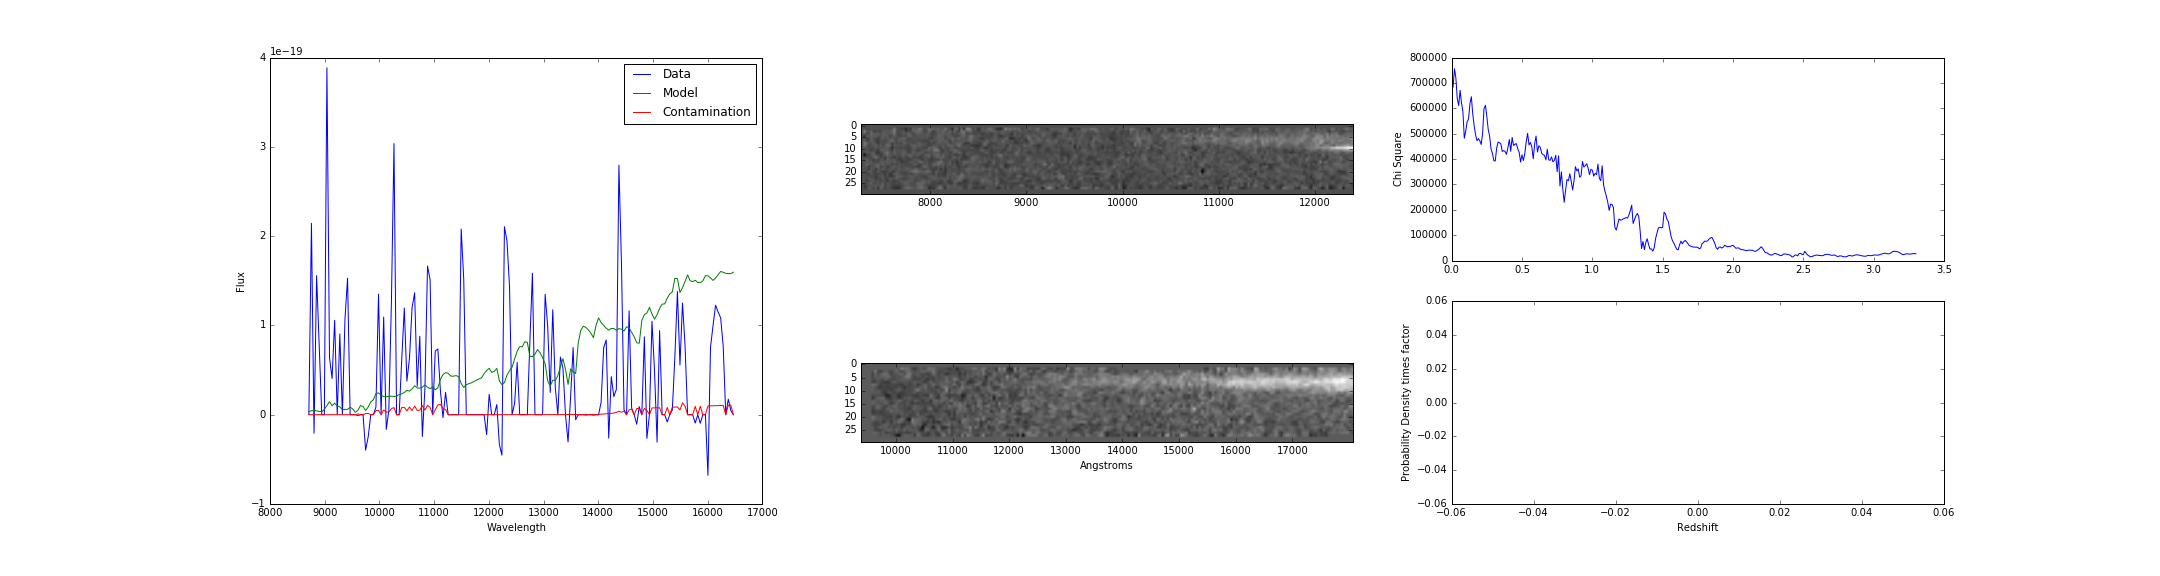 1e−19
4
3
2
1
0
−1
8000 9000 10000 11000 12000 13000 14000 15000 16000 17000
Wavelength
Flux
Data
Model
Contamination
0
5
10
15
20
25
8000 9000 10000 11000 12000
0
5
10
15
20
25
10000 11000 12000 13000 14000 15000 16000 17000
Angstroms
800000
700000
600000
500000
400000
300000
200000
100000
0
0.0 0.5 1.0 1.5 2.0 2.5 3.0 3.5
Chi Square
0.06
0.04
0.02
0.00
−0.02
−0.04
−0.06
−0.06 −0.04 −0.02 0.00 0.02 0.04 0.06
Redshift
Probability Density times factor